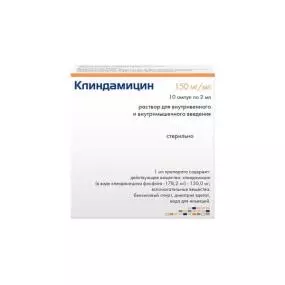 Клиндамицин 150 мг/мл
10 ампул по 2 мл
раствор для внутривенного
и внутримышечного введения
стерильно
1 мл препарата содержит:
действующее вещество: клиндамицин
(в виде клиндамицина фосфата - 178,2 мг) - 150,0 мг;
вспомогательные вещества:
бензиловый спирт, динатрия эдетат,
вода для инъекций.